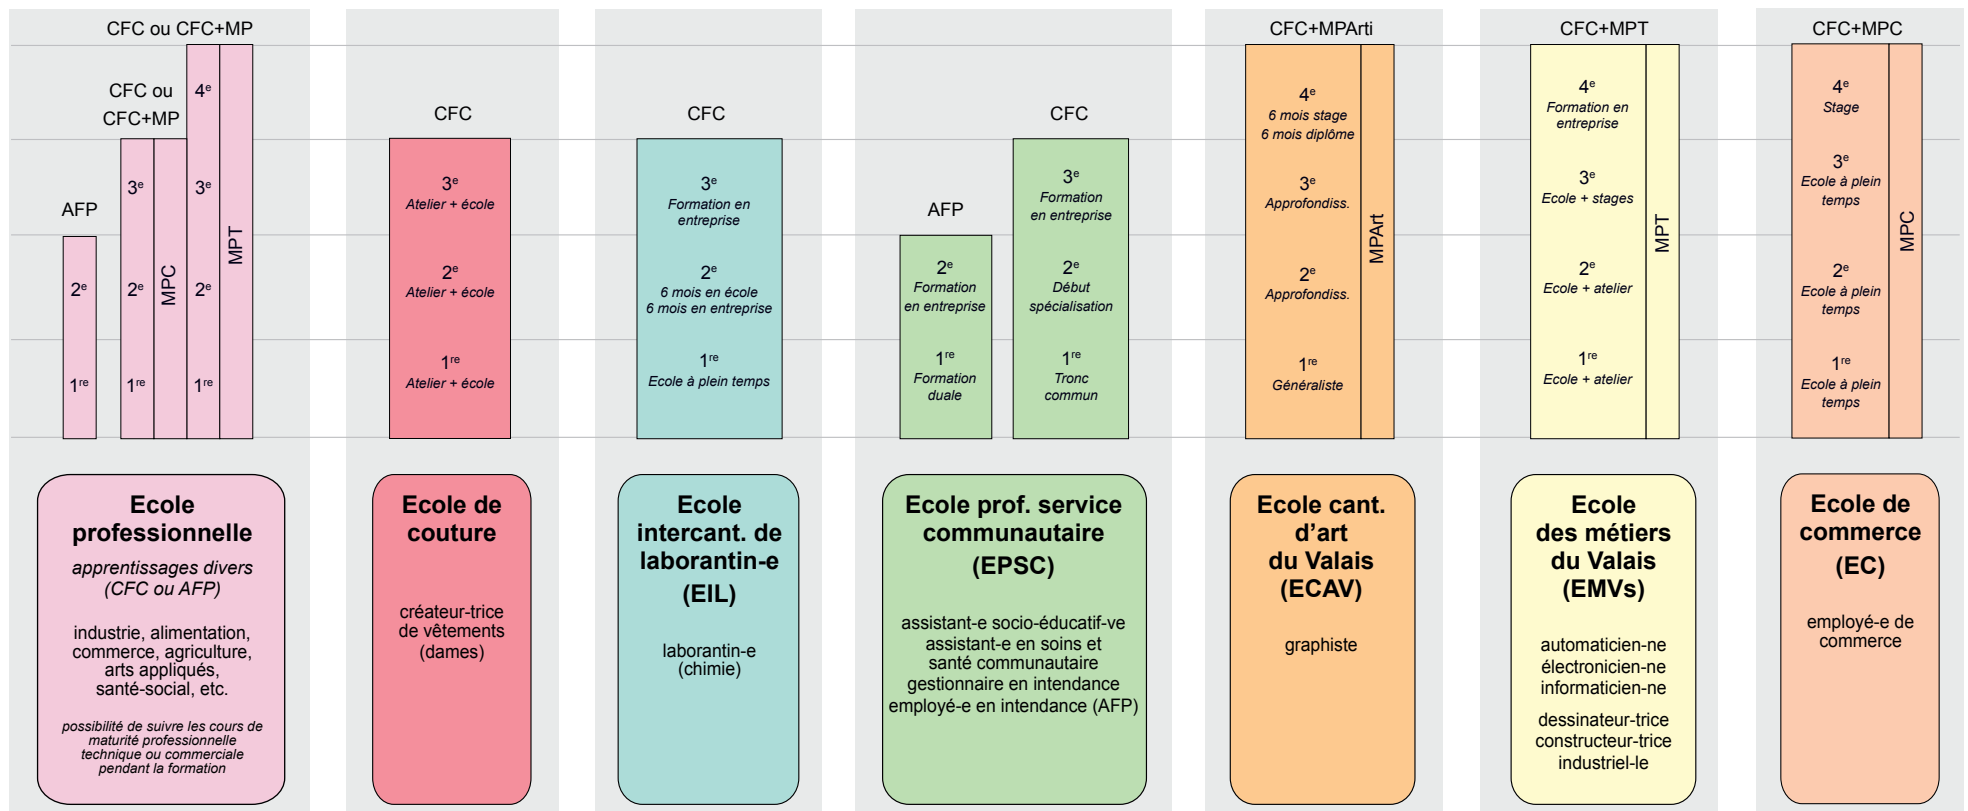 CFC ou CFC+MP
CFC ou
CFC+MP
AFP
4e
3e
3e
2e
2e
2e
1re
1re
1re
MPC
MPT
Ecole
professionnelle
apprentissages divers
(CFC ou AFP)
industrie, alimentation,
commerce, agriculture,
arts appliqués,
santé-social, etc.
possibilité de suivre les cours de
maturité professionnelle
technique ou commerciale
pendant la formation
CFC
3e
Atelier + école
2e
Atelier + école
1re
Atelier + école
Ecole de
couture
créateur-trice
de vêtements
(dames)
CFC
3e
Formation en
entreprise
2e
6 mois en école
6 mois en entreprise
1re
Ecole à plein temps
Ecole
intercant. de
laborantin-e
(EIL)
laborantin-e
(chimie)
AFP
2e
Formation
en entreprise
1re
Formation
duale
CFC
3e
Formation
en entreprise
2e
Début
spécialisation
1re
Tronc
commun
Ecole prof. service
communautaire
(EPSC)
assistant-e socio-éducatif-ve
assistant-e en soins et
santé communautaire
gestionnaire en intendance
employé-e en intendance (AFP)
CFC+MPArti
4e
6 mois stage
6 mois diplôme
3e
Approfondiss.
2e
Approfondiss.
1re
Généraliste
MPArt
Ecole cant.
d'art
du Valais
(ECAV)
graphiste
CFC+MPT
4e
Formation en
entreprise
3e
Ecole + stages
2e
Ecole + atelier
1re
Ecole + atelier
MPT
Ecole
des métiers
du Valais
(EMVs)
automaticien-ne
électronicien-ne
informaticien-ne
dessinateur-trice
constructeur-trice
industriel-le
CFC+MPC
4e
Stage
3e
Ecole à plein
temps
2e
Ecole à plein
temps
1re
Ecole à plein
temps
MPC
Ecole de
commerce
(EC)
employé-e de
commerce